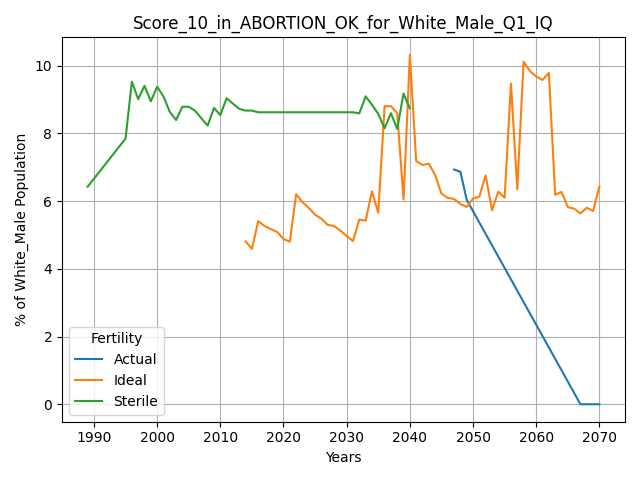 Score_10_in_ABORTION_OK_for_White_Male_Q1_IQ
% of White_Male Population
10
8
6
4
2
0
Fertility
Actual
Ideal
Sterile
1990 2000 2010 2020 2030 2040 2050 2060 2070
Years